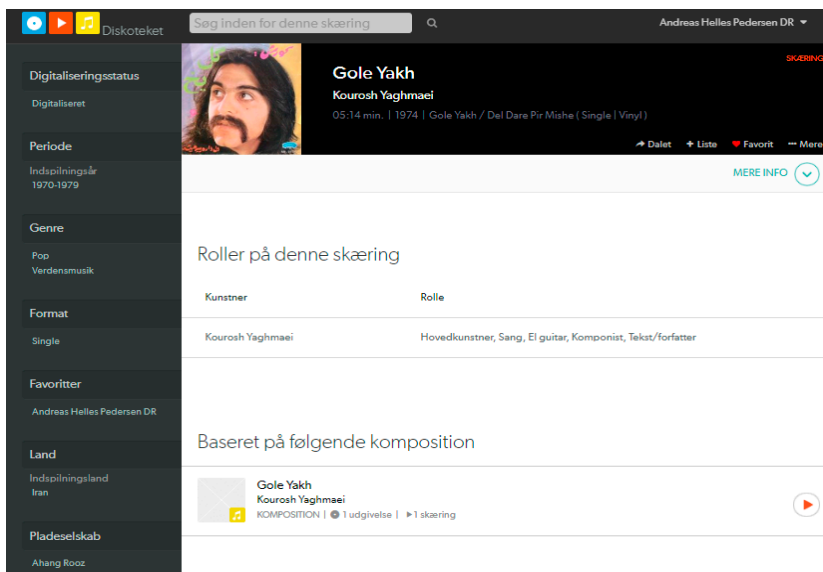 Diskoteket
Søg inden for denne skæring
Andreas Helles Pedersen DR
Digitaliseringsstatus
Digitaliseret
Periode
Indspilningsår
1970-1979
Genre
Pop
Verdensmusik
Format
Single
Favoritter
Andreas Helles Pedersen DR
Land
Indspilningsland
Iran
Pladeselskab
Ahang Rooz
SKÆRING
Gole Yakh
Kourosh Yaghmaei
05:14 min. | 1974 | Gole Yakh / Del Dare Pir Mishe ( Single | Vinyl )
Dalet + Liste Favorit ••• Mere
MERE INFO
Roller på denne skæring
Kunstner Rolle
Kourosh Yaghmaei Hovedkunstner, Sang, El guitar, Komponist, Tekst/forfatter
Baseret på følgende komposition
Gole Yakh
Kourosh Yaghmaei
KOMPOSITION | 1 udgivelse | 1 skæring